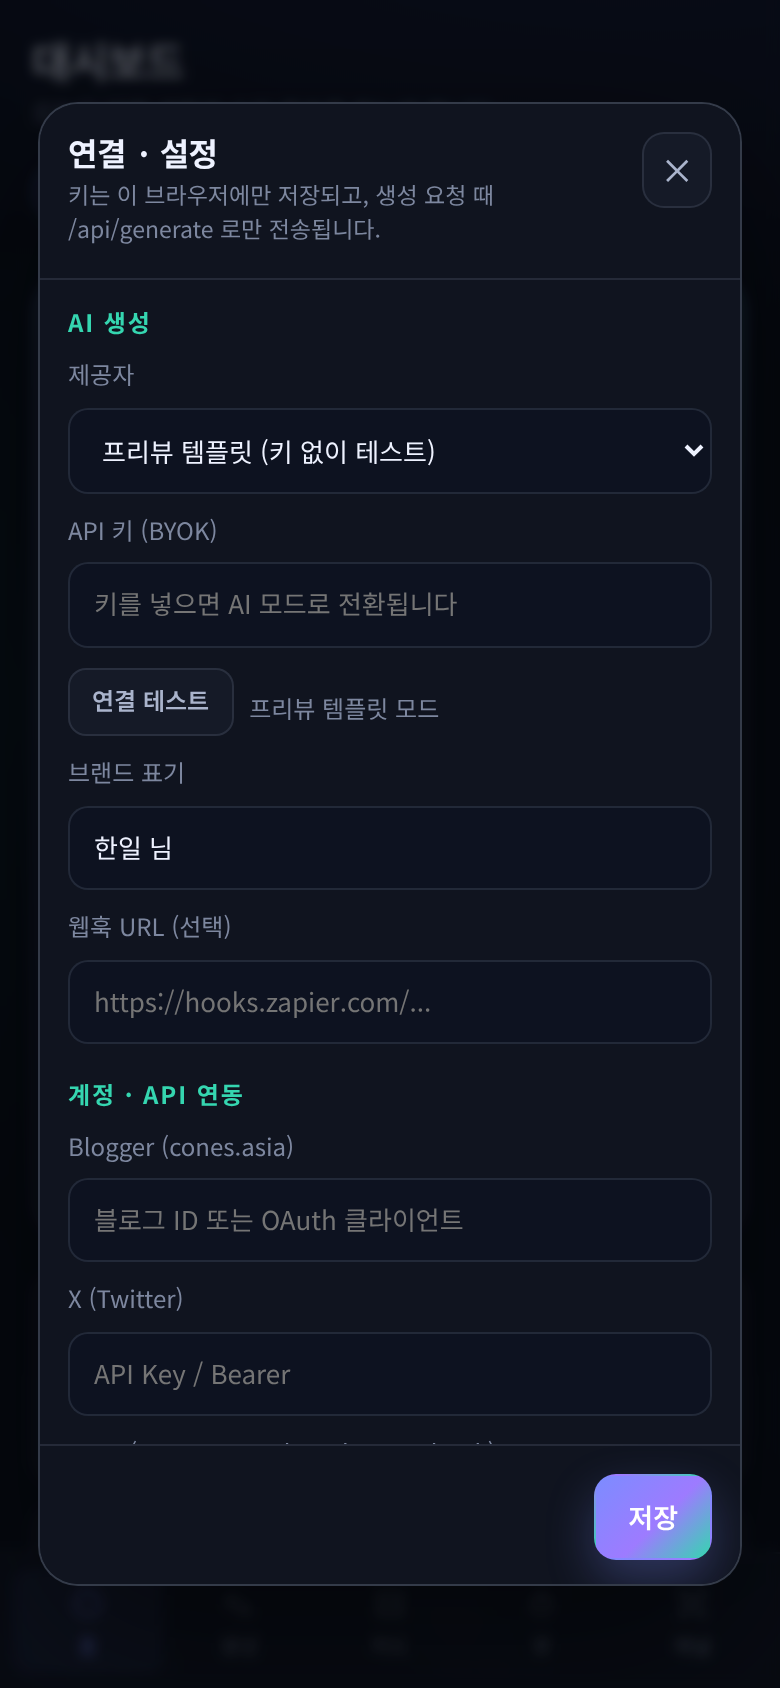 대시보드
연결 · 설정
키는 이 브라우저에만 저장되고, 생성 요청 때
/api/generate 로만 전송됩니다.
AI 생성
제공자
프리뷰 템플릿 (키 없이 테스트)
API 키 (BYOK)
키를 넣으면 AI 모드로 전환됩니다
연결 테스트
프리뷰 템플릿 모드
브랜드 표기
한일 님
웹훅 URL (선택)
https://hooks.zapier.com/...
계정 · API 연동
Blogger (cones.asia)
블로그 ID 또는 OAuth 클라이언트
X (Twitter)
API Key / Bearer
저장